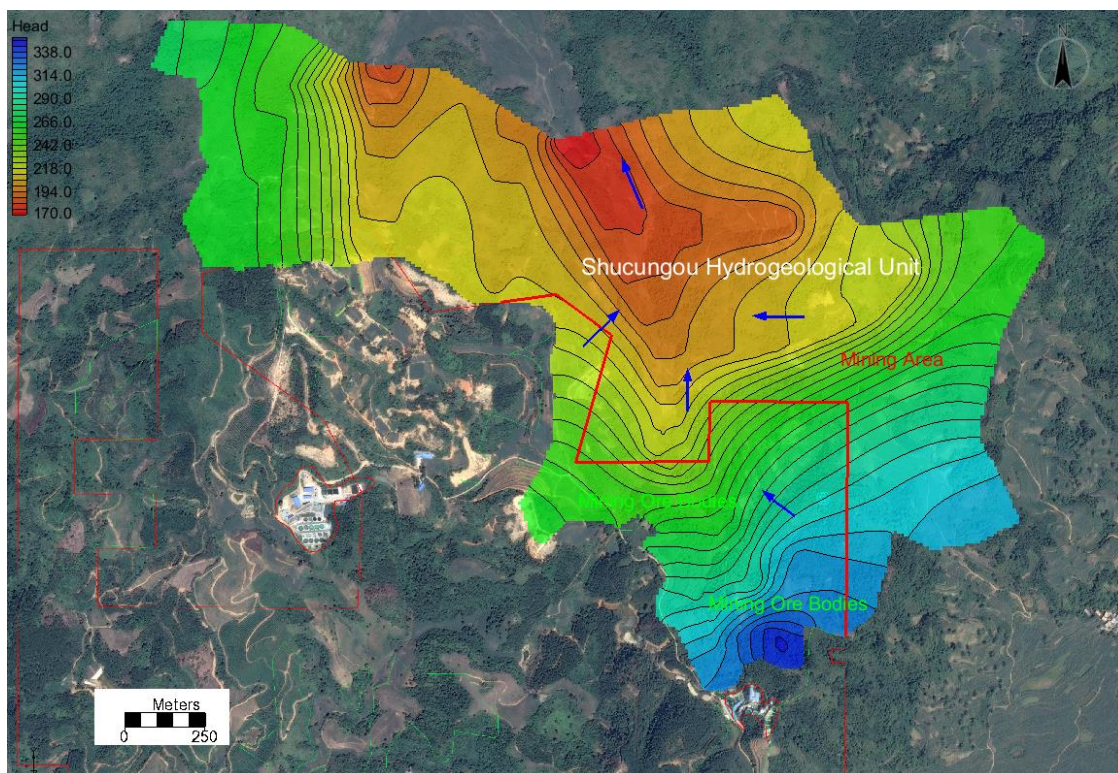 Head
338.0
314.0
290.0
266.0
242.0
218.0
194.0
170.0
N
Shucungou Hydrogeological Unit
Mining Area
Mining Ore Bodies
Mining Ore Bodies
Meters
0 250